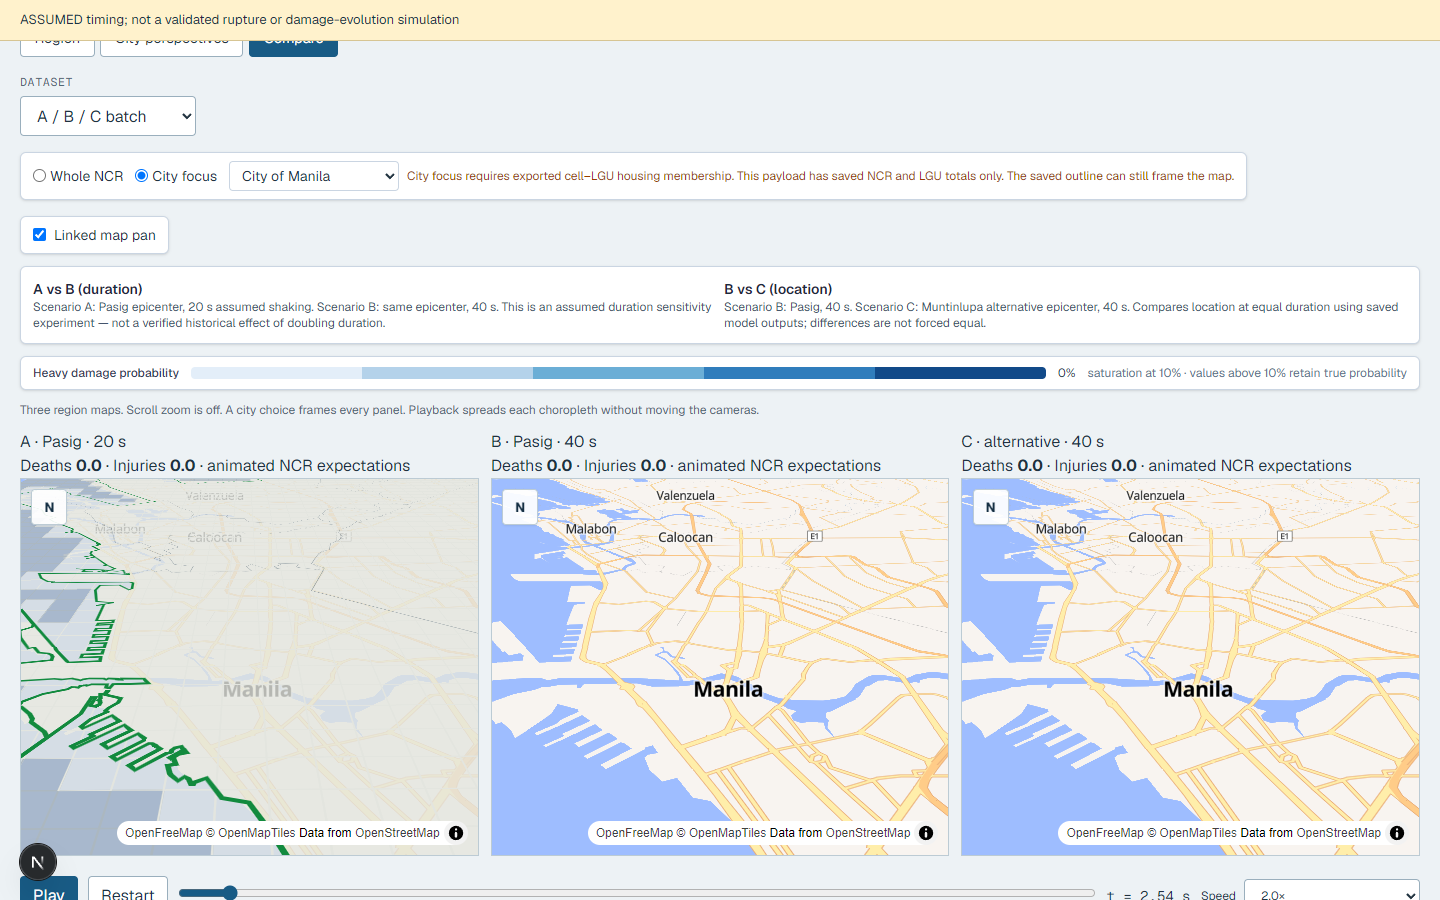 ASSUMED timing; not a validated rupture or damage-evolution simulation
Region
City perspectives
Compare
DATASET
A / B / C batch
Whole NCR
City focus
City of Manila
City focus requires exported cell–LGU housing membership. This payload has saved NCR and LGU totals only. The saved outline can still frame the map.
Linked map pan
A vs B (duration)
Scenario A: Pasig epicenter, 20 s assumed shaking. Scenario B: same epicenter, 40 s. This is an assumed duration sensitivity
experiment — not a verified historical effect of doubling duration.
B vs C (location)
Scenario B: Pasig, 40 s. Scenario C: Muntinlupa alternative epicenter, 40 s. Compares location at equal duration using saved
model outputs; differences are not forced equal.
Heavy damage probability
0%
saturation at 10% · values above 10% retain true probability
Three region maps. Scroll zoom is off. A city choice frames every panel. Playback spreads each choropleth without moving the cameras.
A · Pasig · 20 s
Deaths 0.0 · Injuries 0.0 · animated NCR expectations
N
Valenzuela
Malabon
Caloocan
E1
Manila
OpenFreeMap © OpenMapTiles Data from OpenStreetMap
B · Pasig · 40 s
Deaths 0.0 · Injuries 0.0 · animated NCR expectations
N
Valenzuela
Malabon
Caloocan
E1
Manila
OpenFreeMap © OpenMapTiles Data from OpenStreetMap
C · alternative · 40 s
Deaths 0.0 · Injuries 0.0 · animated NCR expectations
N
Valenzuela
Malabon
Caloocan
E1
Manila
OpenFreeMap © OpenMapTiles Data from OpenStreetMap
N
Play
Restart
t = 2.54 s
Speed
2.0×